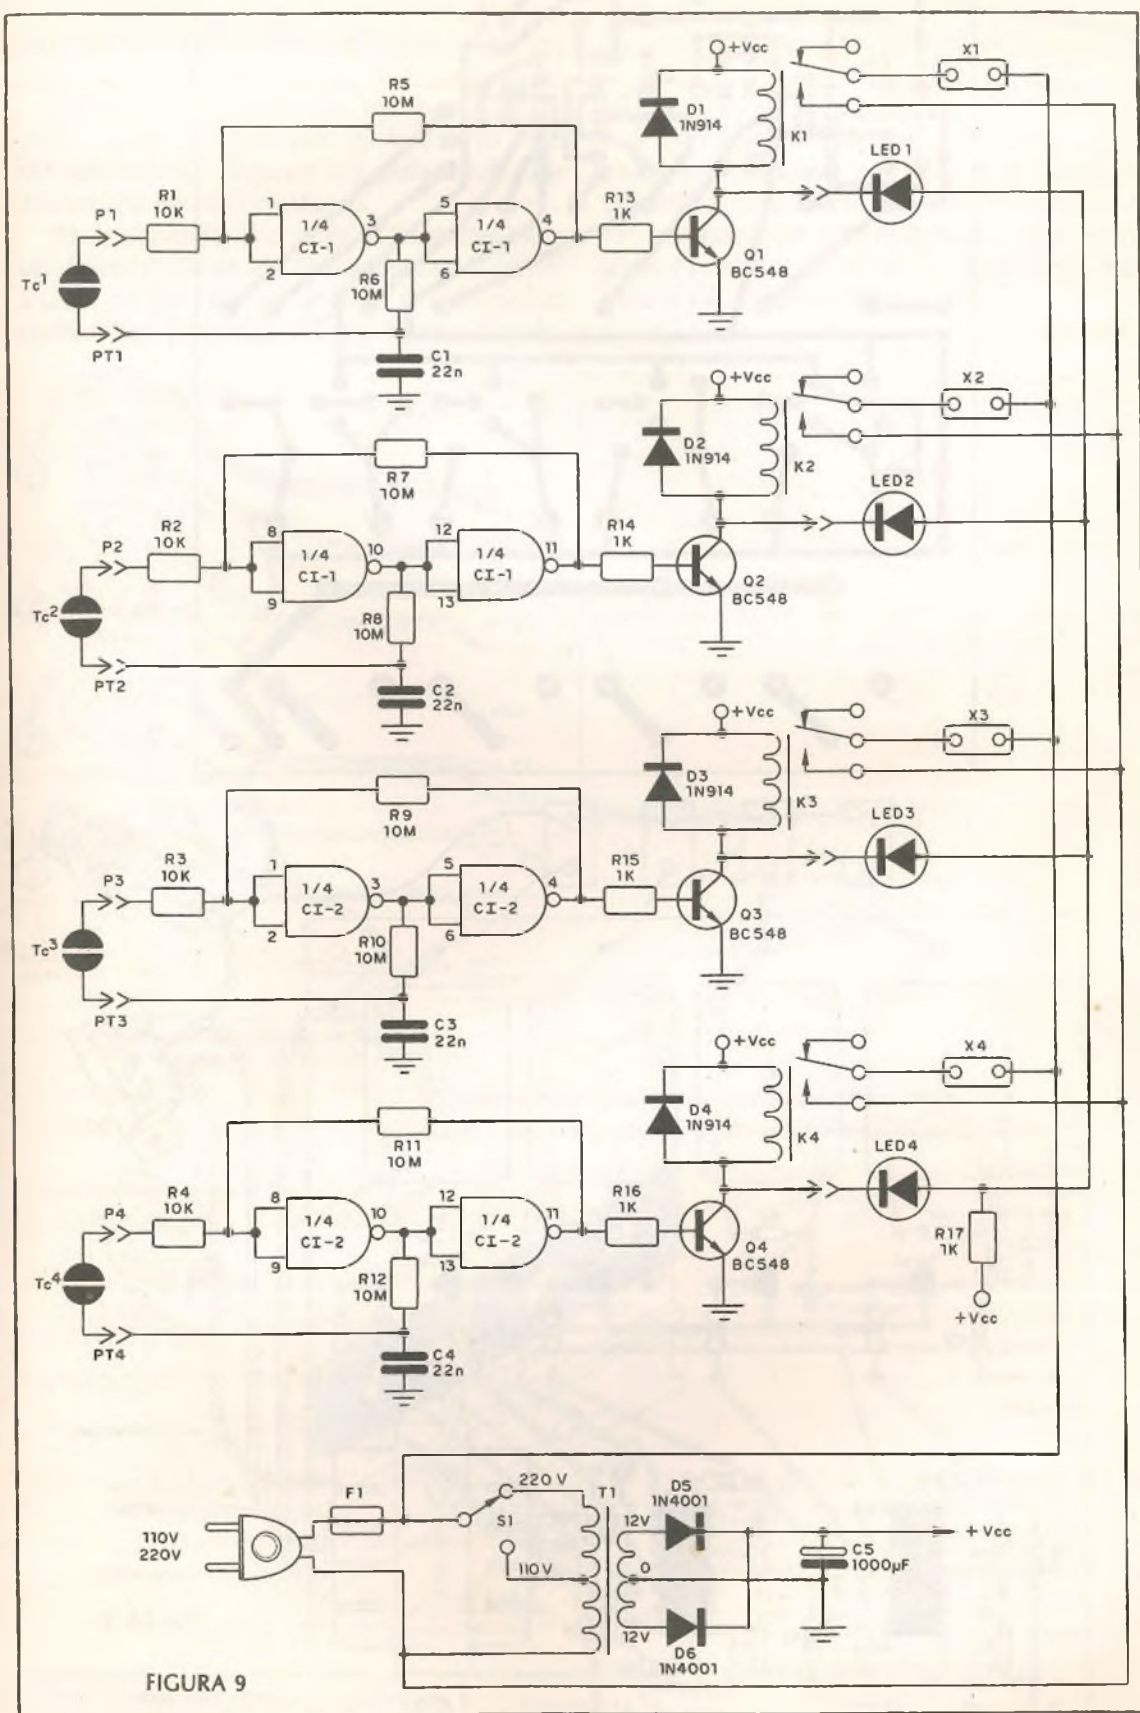 +Vcc
X1
R5
10M
D1
1N914
K1
LED1
R1
10K
P1
1
2
1/4
CI-1
3
5
6
1/4
CI-1
4
R13
1K
Q1
BC548
Tc1
R6
10M
PT1
C1
22n
+Vcc
X2
R7
10M
D2
1N914
K2
LED2
R2
10K
P2
8
9
1/4
CI-1
10
12
13
1/4
CI-1
11
R14
1K
Q2
BC548
Tc2
R8
10M
PT2
C2
22n
+Vcc
X3
R9
10M
D3
1N914
K3
LED3
R3
10K
P3
1
2
1/4
CI-2
3
5
6
1/4
CI-2
4
R15
1K
Q3
BC548
Tc3
R10
10M
PT3
C3
22n
+Vcc
X4
R11
10M
D4
1N914
K4
LED4
R4
10K
P4
8
9
1/4
CI-2
10
12
13
1/4
CI-2
11
R16
1K
Q4
BC548
R17
1K
+Vcc
Tc4
R12
10M
PT4
C4
22n
110V
220V
F1
S1
220V
110V
T1
12V
0
12V
D5
1N4001
D6
1N4001
C5
1000µF
+ Vcc
FIGURA 9